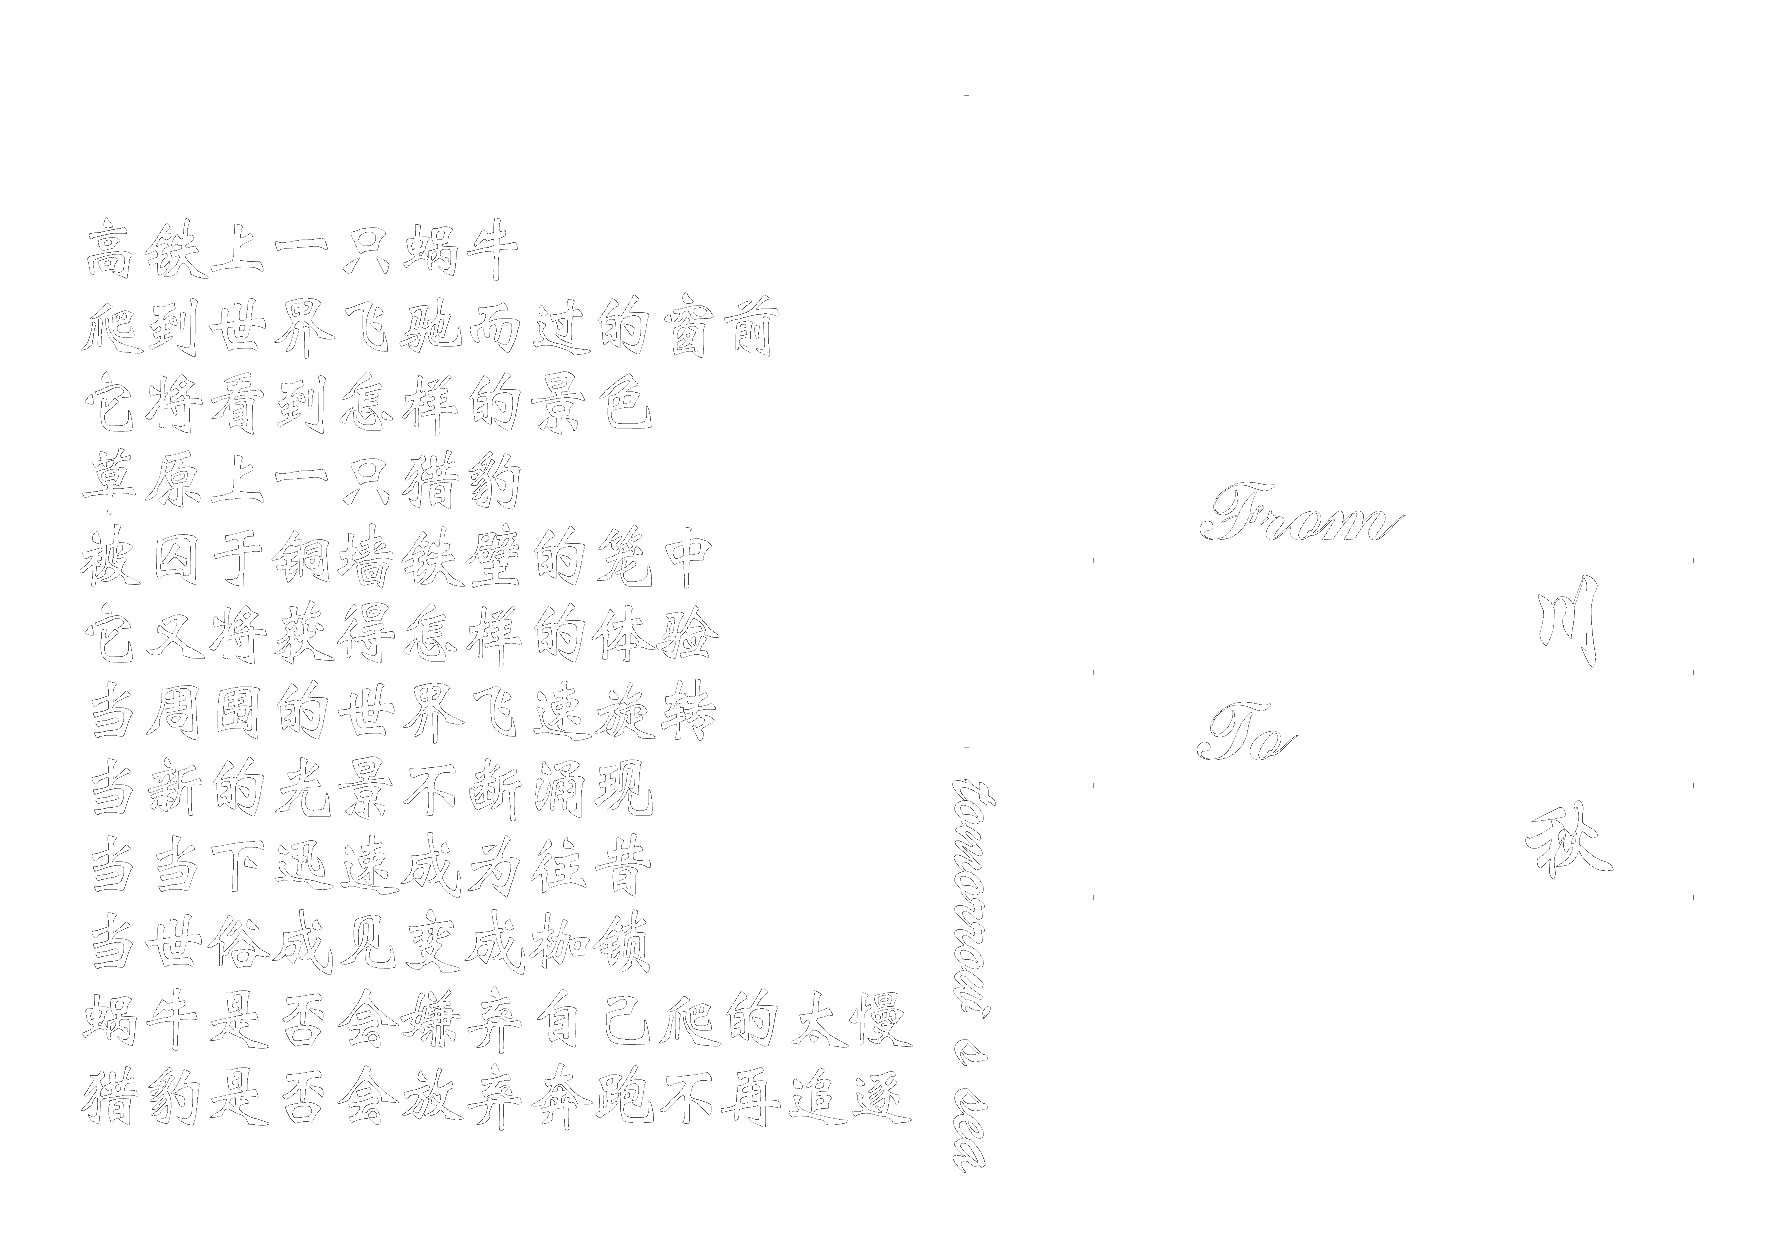 高铁上一只蜗牛
爬到世界飞驰而过的窗前
它将看到怎样的景色
草原上一只猎豹
被囚于铜墙铁壁的笼中
它又将获得怎样的体验
当周围的世界飞速旋转
当新的光景不断涌现
当当下迅速成为往昔
当世俗成见变成枷锁
蜗牛是否会嫌弃自己爬的太慢
猎豹是否会放弃奔跑不再追逐
tomorrow s sea
From
川
To
秋